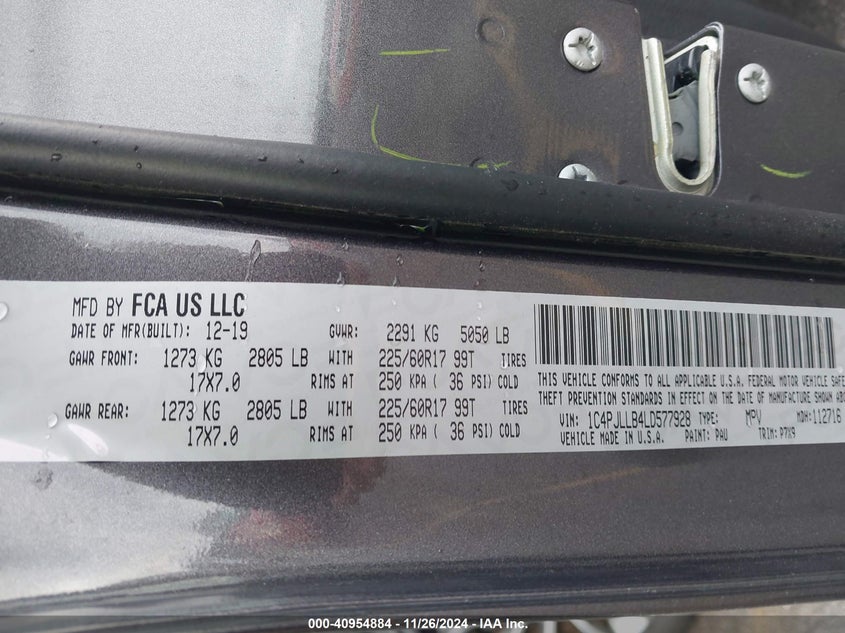 MFD BY FCA US LLC
DATE OF MFR(BUILT): 12-19 GVWR: 2291 KG 5050 LB
GAWR FRONT: 1273 KG 2805 LB WITH 225/60R17 99T TIRES
17X7.0 RIMS AT 250 KPA ( 36 PSI) COLD
GAWR REAR: 1273 KG 2805 LB WITH 225/60R17 99T TIRES
17X7.0 RIMS AT 250 KPA ( 36 PSI) COLD
THIS VEHICLE CONFORMS TO ALL APPLICABLE U.S.A. FEDERAL MOTOR VEHICLE SAFE
THEFT PREVENTION STANDARDS IN EFFECT ON THE DATE OF MANUFACTURE SHOWN ABO
VIN: 1C4PJLLB4LD577928 TYPE: MPV MDH:112716
VEHICLE MADE IN U.S.A. PAINT: PAU TRIM: P7X9
000-40954884 - 11/26/2024 - IAA Inc.